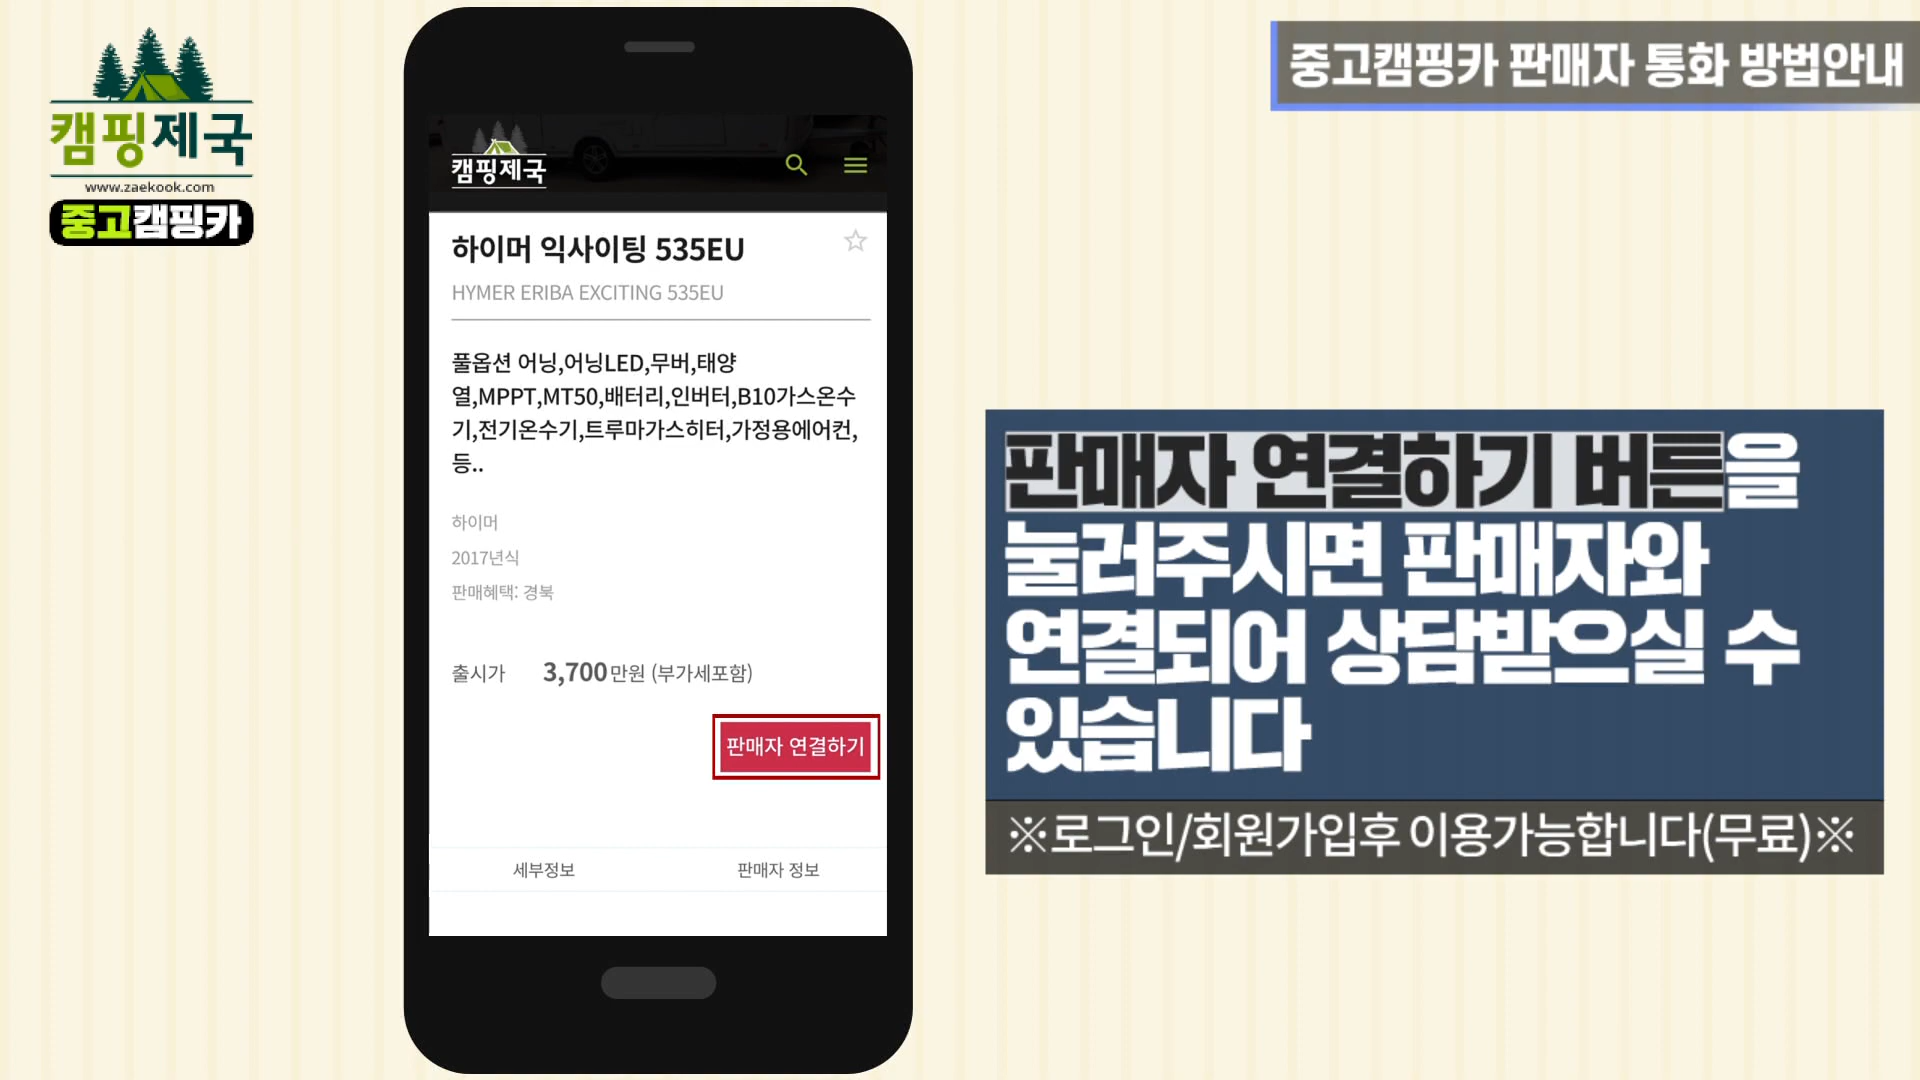 캠핑제국
www.zaekook.com
중고캠핑카
중고캠핑카 판매자 통화 방법안내
캠핑제국
하이머 익사이팅 535EU
HYMER ERIBA EXCITING 535EU
풀옵션 어닝,어닝LED,무버,태양
열,MPPT,MT50,배터리,인버터,B10가스온수
기,전기온수기,트루마가스히터,가정용에어컨,
등..
하이머
2017년식
판매혜택: 경북
출시가 3,700만원 (부가세포함)
판매자 연결하기
세부정보 판매자 정보
판매자 연결하기 버튼을
눌러주시면 판매자와
연결되어 상담받으실 수
있습니다
※로그인/회원가입후 이용가능합니다(무료)※